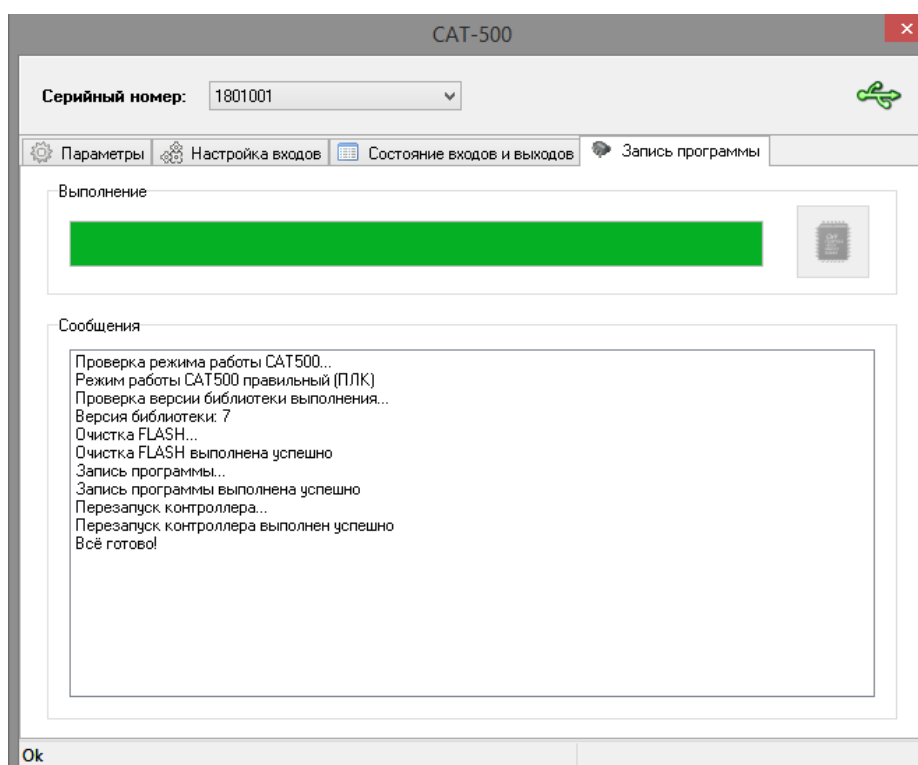 CAT-500
Серийный номер: 1801001
Параметры Настройка входов Состояние входов и выходов Запись программы
Выполнение
Сообщения
Проверка режима работы CAT500...
Режим работы CAT500 правильный (ПЛК)
Проверка версии библиотеки выполнения...
Версия библиотеки: 7
Очистка FLASH...
Очистка FLASH выполнена успешно
Запись программы...
Запись программы выполнена успешно
Перезапуск контроллера...
Перезапуск контроллера выполнен успешно
Всё готово!
Ok